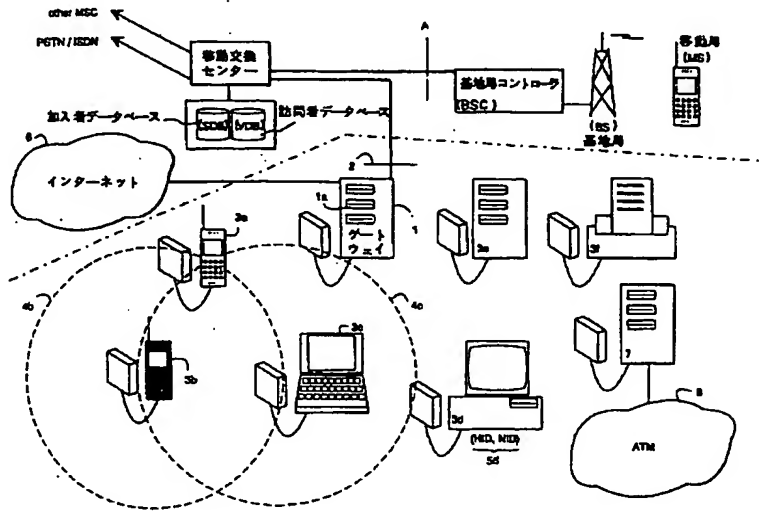 other MSC
PSTN / ISDN
移動交換
センター
A
移動局
(MS)
基地局コントローラ
(BSC)
(BS)
基地局
加入者データベース
(SDB)
(VDB)
訪問者データベース
6
インターネット
2
1a
1
ゲート
ウェイ
3a
3e
3f
4b
4c
3b
3c
7
3d
(HID, NID)
5d
8
ATM